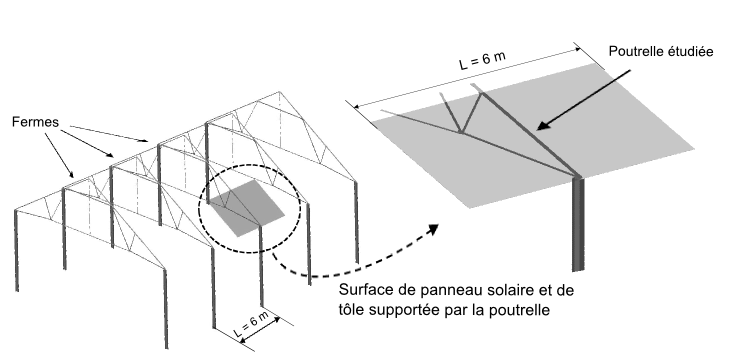 L = 6 m
Poutrelle étudiée
Fermes
Surface de panneau solaire et de
tôle supportée par la poutrelle
L = 6 m